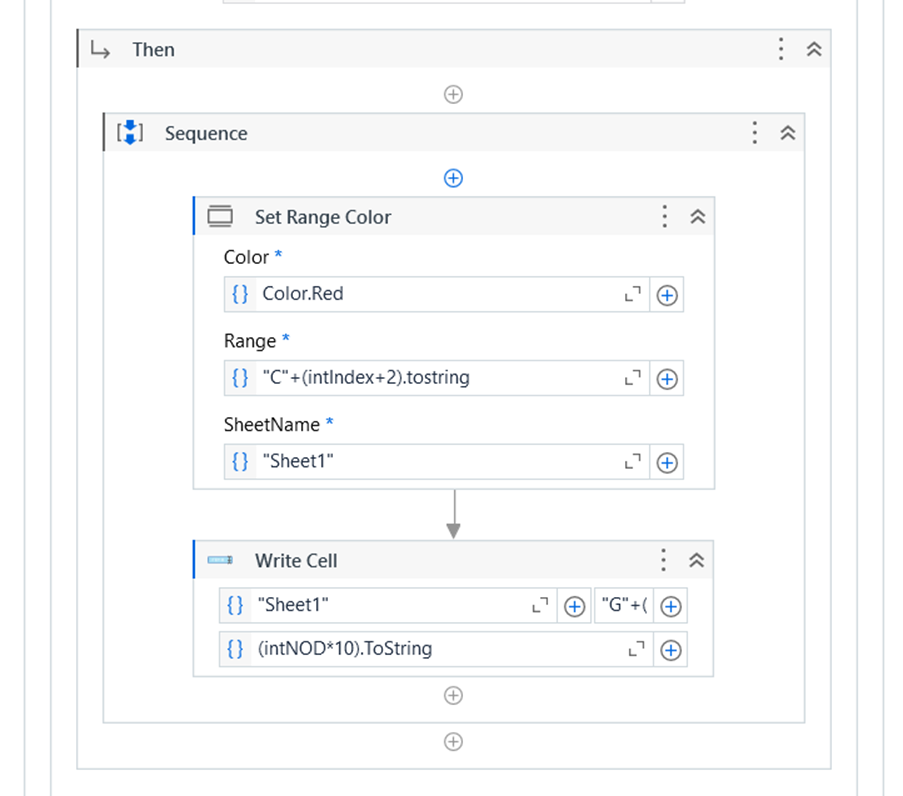 Then
Sequence
Set Range Color
Color *
{} Color.Red
Range *
{} "C"+(intIndex+2).tostring
SheetName *
{} "Sheet1"
Write Cell
{} "Sheet1" "G"+(
{} (intNOD*10).ToString